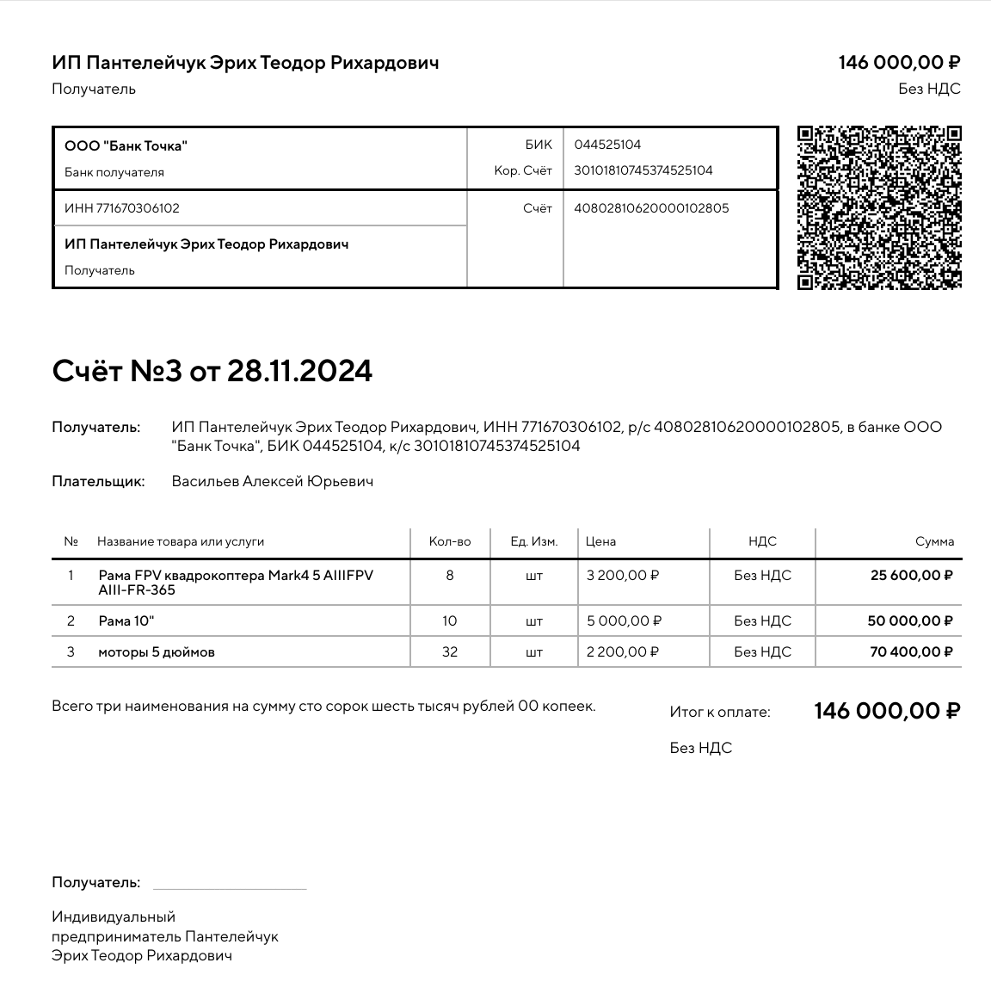 ИП Пантелейчук Эрих Теодор Рихардович
146 000,00 ₽
Получатель
Без НДС
ООО "Банк Точка"
БИК
044525104
Банк получателя
Кор. Счёт
30101810745374525104
ИНН 771670306102
Счёт
40802810620000102805
ИП Пантелейчук Эрих Теодор Рихардович
Получатель
Счёт №3 от 28.11.2024
Получатель: ИП Пантелейчук Эрих Теодор Рихардович, ИНН 771670306102, р/с 40802810620000102805, в банке ООО
"Банк Точка", БИК 044525104, к/с 30101810745374525104
Плательщик: Васильев Алексей Юрьевич
№ Название товара или услуги Кол-во Ед. Изм. Цена НДС Сумма
1 Рама FPV квадрокоптера Mark4 5 AIIIFPV 8 шт 3 200,00 ₽ Без НДС 25 600,00 ₽
AIII-FR-365
2 Рама 10" 10 шт 5 000,00 ₽ Без НДС 50 000,00 ₽
3 моторы 5 дюймов 32 шт 2 200,00 ₽ Без НДС 70 400,00 ₽
Всего три наименования на сумму сто сорок шесть тысяч рублей 00 копеек.
Итог к оплате: 146 000,00 ₽
Без НДС
Получатель:
Индивидуальный
предприниматель Пантелейчук
Эрих Теодор Рихардович